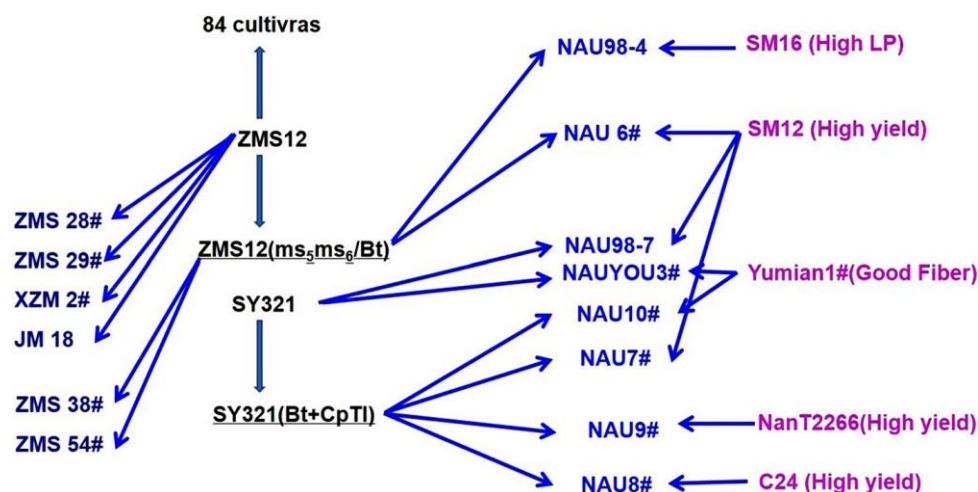 84 cultivras
ZMS12
ZMS 28#
ZMS 29#
XZM 2#
JM 18
ZMS 38#
ZMS 54#
ZMS12(ms5ms6/Bt)
SY321
SY321(Bt+CpTI)
NAU98-4
NAU 6#
NAU98-7
NAUYOU3#
NAU10#
NAU7#
NAU9#
NAU8#
SM16 (High LP)
SM12 (High yield)
Yumian1#(Good Fiber)
NanT2266(High yield)
C24 (High yield)